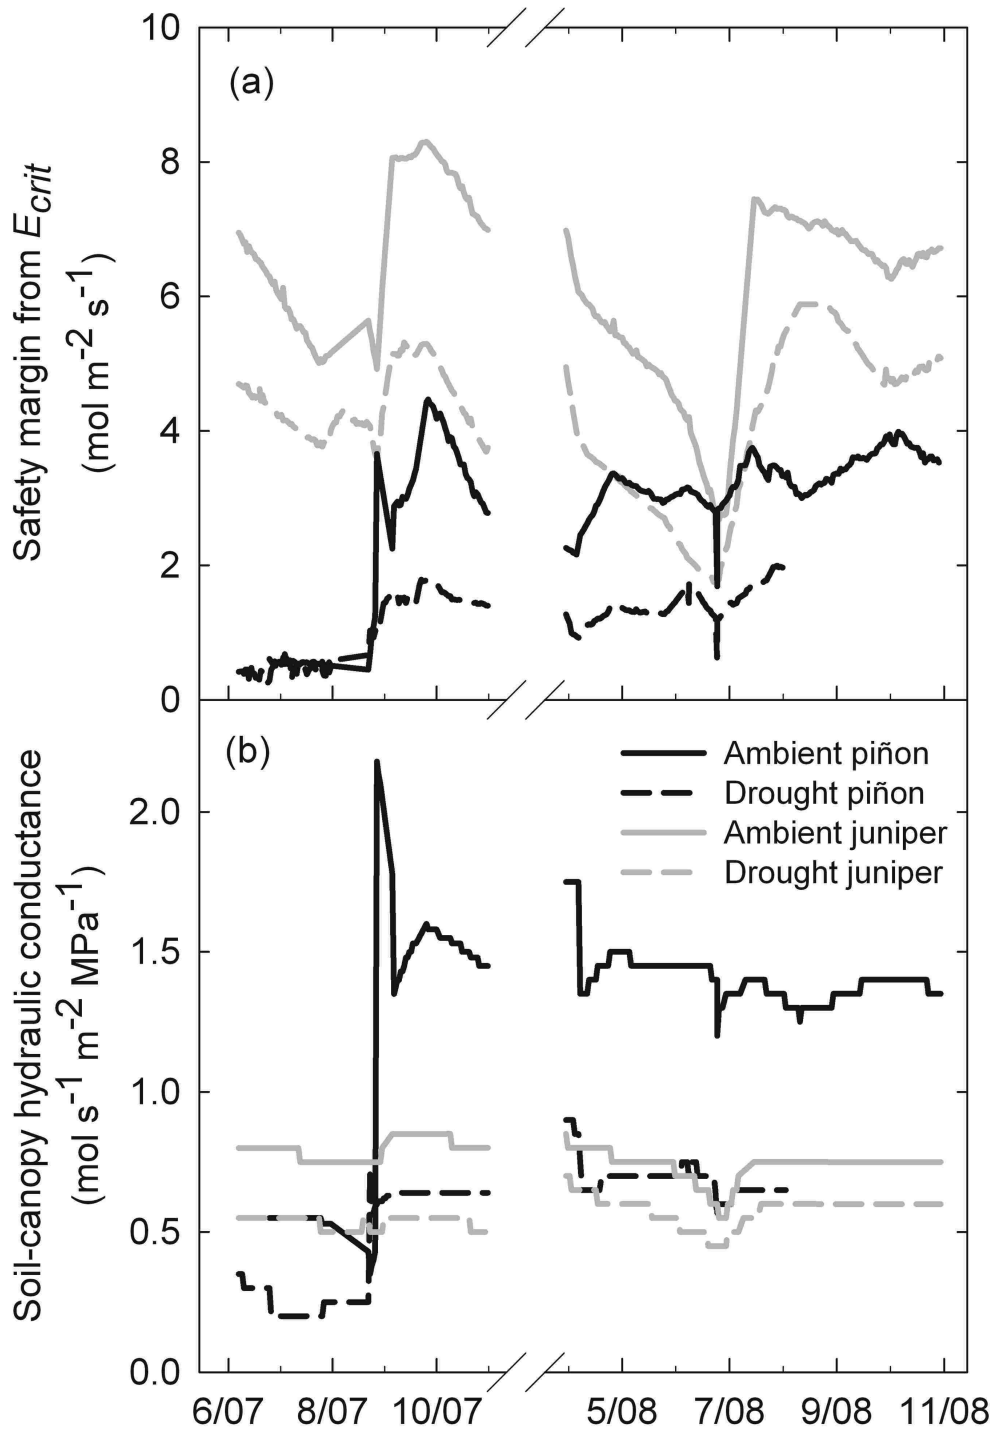 (a)
Safety margin from E_crit
(mol m⁻² s⁻¹)
10
8
6
4
2
0
(b)
Soil-canopy hydraulic conductance
(mol s⁻¹ m⁻² MPa⁻¹)
Ambient piñon
Drought piñon
Ambient juniper
Drought juniper
2.0
1.5
1.0
0.5
0.0
6/07 8/07 10/07 5/08 7/08 9/08 11/08